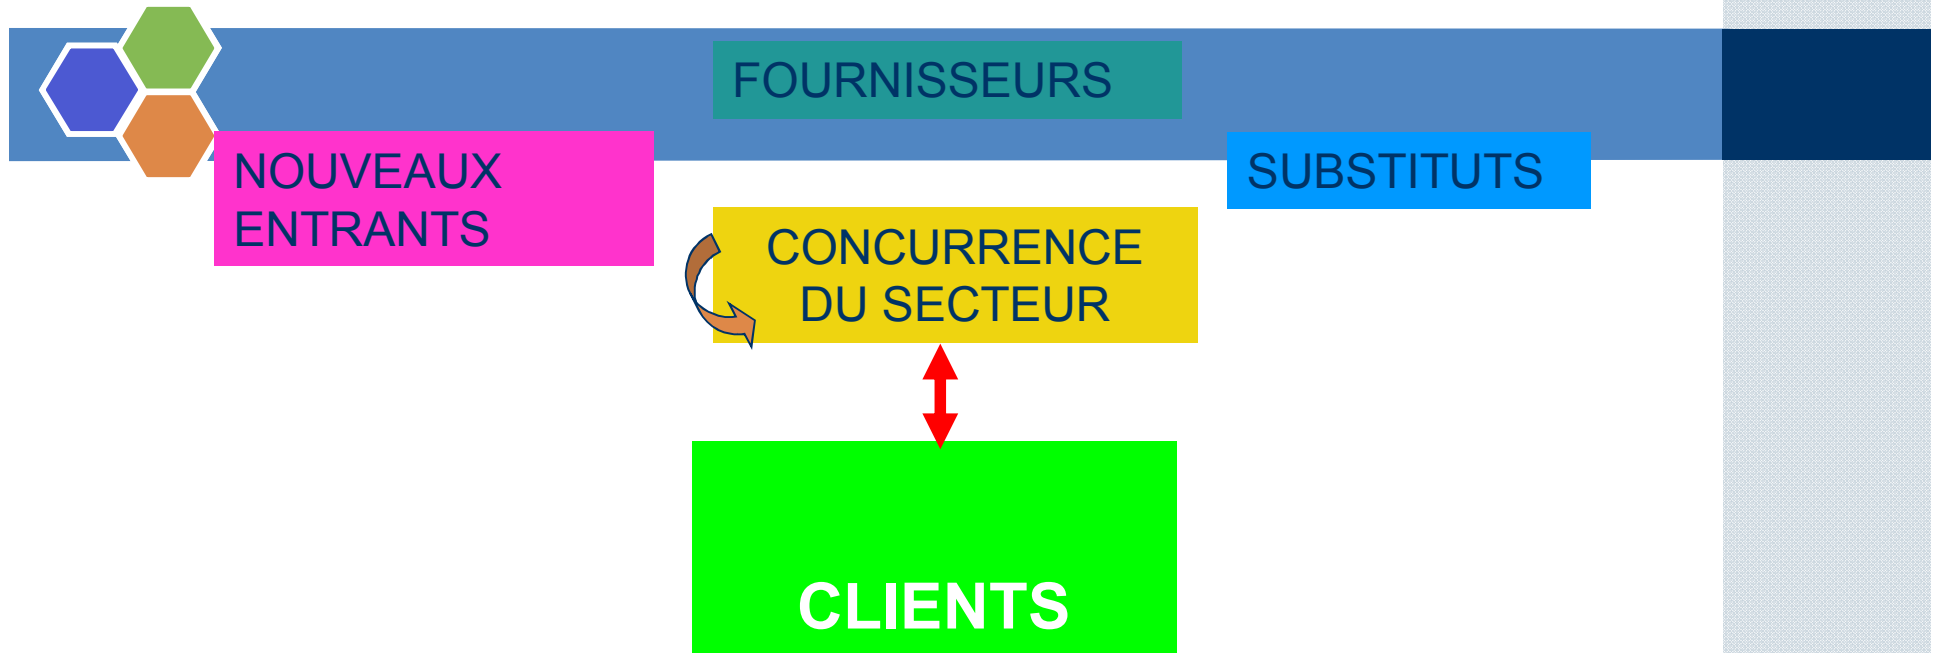 FOURNISSEURS
NOUVEAUX
ENTRANTS
SUBSTITUTS
CONCURRENCE
DU SECTEUR
CLIENTS